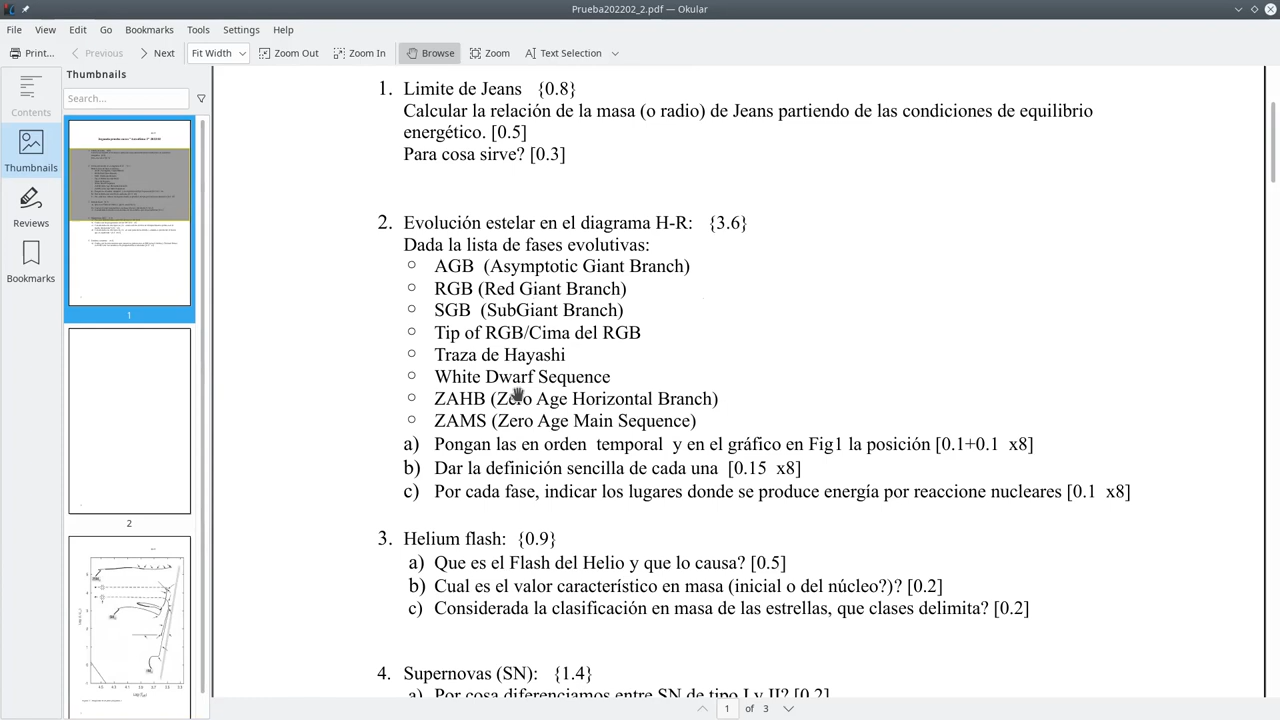 Prueba202202_2.pdf — Okular
File View Edit Go Bookmarks Tools Settings Help
Print... Previous Next Fit Width Zoom Out Zoom In Browse Zoom Text Selection
Contents
Thumbnails
Reviews
Bookmarks
Thumbnails
Search...
1
2
1. Limite de Jeans {0.8}
Calcular la relación de la masa (o radio) de Jeans partiendo de las condiciones de equilibrio
energético. [0.5]
Para cosa sirve? [0.3]
2. Evolución estelar en el diagrama H-R: {3.6}
Dada la lista de fases evolutivas:
○ AGB (Asymptotic Giant Branch)
○ RGB (Red Giant Branch)
○ SGB (SubGiant Branch)
○ Tip of RGB/Cima del RGB
○ Traza de Hayashi
○ White Dwarf Sequence
○ ZAHB (Zero Age Horizontal Branch)
○ ZAMS (Zero Age Main Sequence)
a) Pongan las en orden temporal y en el gráfico en Fig1 la posición [0.1+0.1 x8]
b) Dar la definición sencilla de cada una [0.15 x8]
c) Por cada fase, indicar los lugares donde se produce energía por reaccione nucleares [0.1 x8]
3. Helium flash: {0.9}
a) Que es el Flash del Helio y que lo causa? [0.5]
b) Cual es el valor característico en masa (inicial o del núcleo?)? [0.2]
c) Considerada la clasificación en masa de las estrellas, que clases delimita? [0.2]
4. Supernovas (SN): {1.4}
a) Por cosa diferenciamos entre SN de tipo I y II? [0.2]
1 of 3